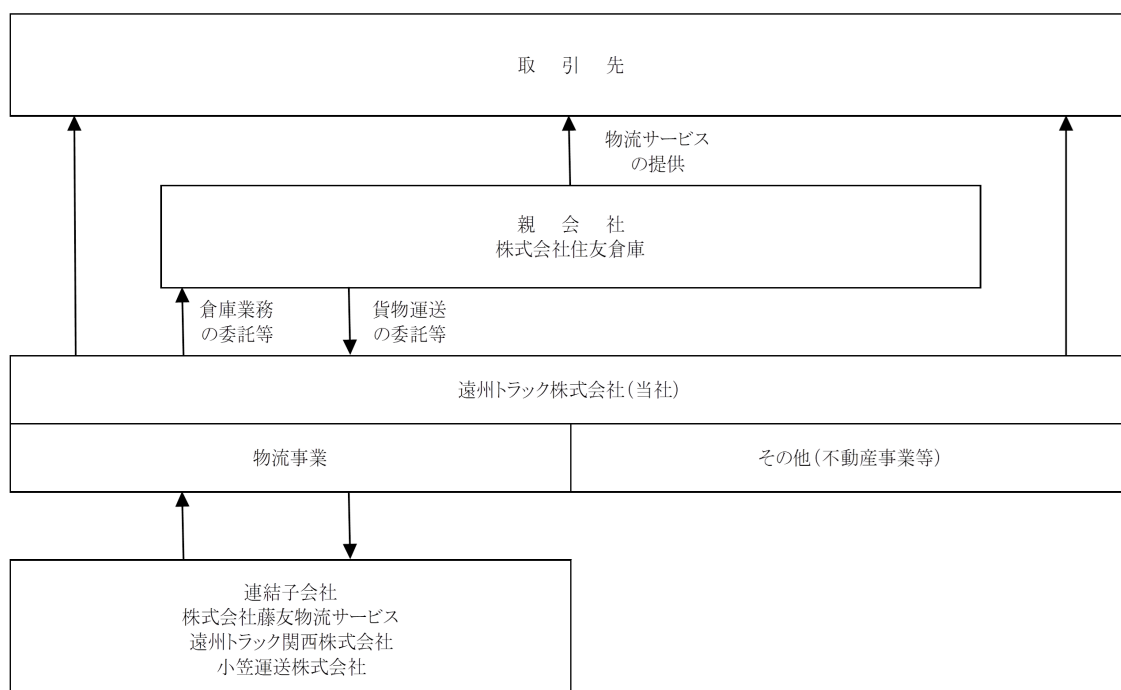 取 引 先
物流サービス
の提供
親 会 社
株式会社住友倉庫
倉庫業務
の委託等
貨物運送
の委託等
遠州トラック株式会社(当社)
物流事業
その他(不動産事業等)
連結子会社
株式会社藤友物流サービス
遠州トラック関西株式会社
小笠運送株式会社